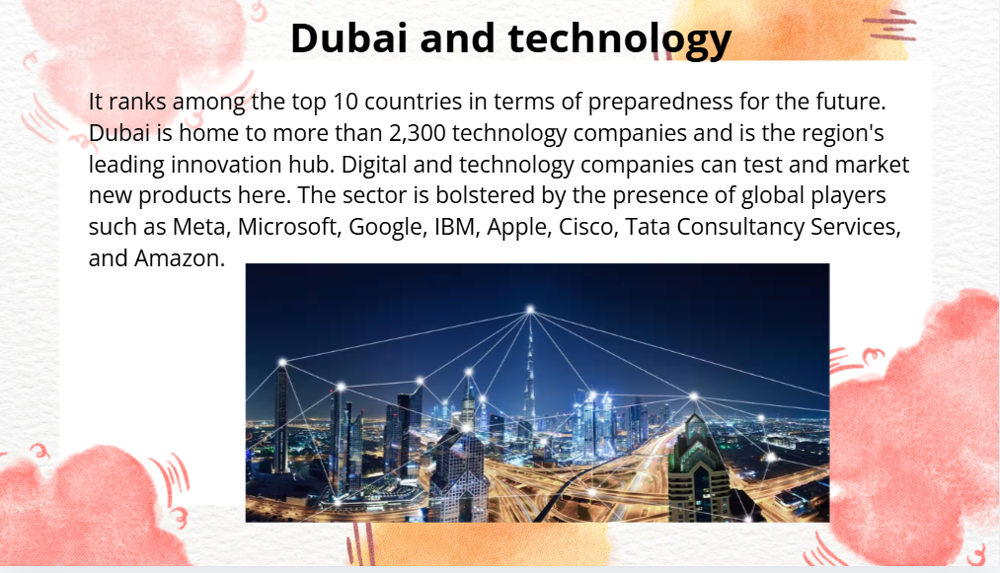 Dubai and technology
It ranks among the top 10 countries in terms of preparedness for the future.
Dubai is home to more than 2,300 technology companies and is the region's
leading innovation hub. Digital and technology companies can test and market
new products here. The sector is bolstered by the presence of global players
such as Meta, Microsoft, Google, IBM, Apple, Cisco, Tata Consultancy Services,
and Amazon.